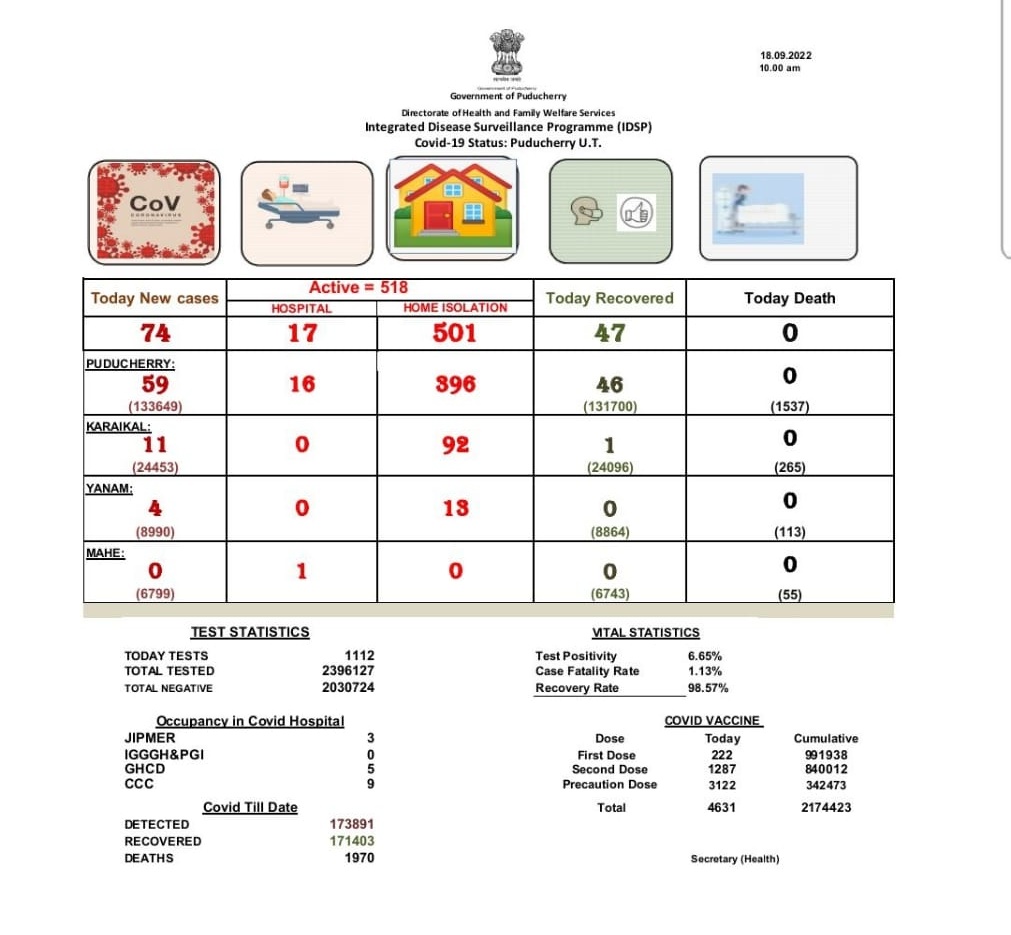 18.09.2022
10.00 am
Government of Puducherry
Government of Puducherry
Directorate of Health and Family Welfare Services
Integrated Disease Surveillance Programme (IDSP)
Covid-19 Status: Puducherry U.T.
CoV
CORONAVIRUS
Today New cases
Active = 518
HOSPITAL
HOME ISOLATION
Today Recovered
Today Death
74 17 501 47 0
PUDUCHERRY:
59 16 396 46 0
(133649) (131700) (1537)
KARAIKAL:
11 0 92 1 0
(24453) (24096) (265)
YANAM:
4 0 13 0 0
(8990) (8864) (113)
MAHE:
0 1 0 0 0
(6799) (6743) (55)
TEST STATISTICS
TODAY TESTS 1112
TOTAL TESTED 2396127
TOTAL NEGATIVE 2030724
VITAL STATISTICS
Test Positivity 6.65%
Case Fatality Rate 1.13%
Recovery Rate 98.57%
Occupancy in Covid Hospital
JIPMER 3
IGGGH&PGI 0
GHCD 5
CCC 9
COVID VACCINE
Dose Today Cumulative
First Dose 222 991938
Second Dose 1287 840012
Precaution Dose 3122 342473
Total 4631 2174423
Covid Till Date
DETECTED 173891
RECOVERED 171403
DEATHS 1970
Secretary (Health)